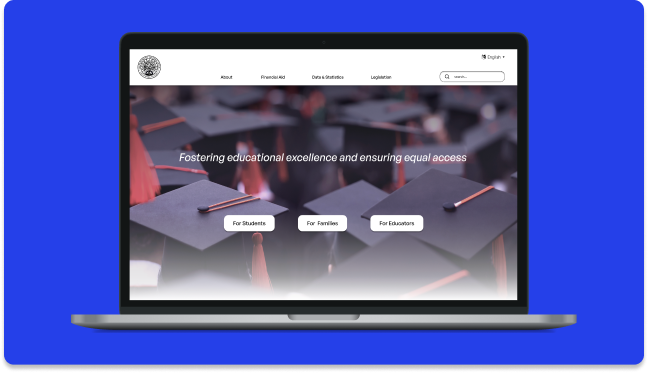 English
About
Financial Aid
Data & Statistics
Legislation
search...
Fostering educational excellence and ensuring equal access
For Students
For Families
For Educators